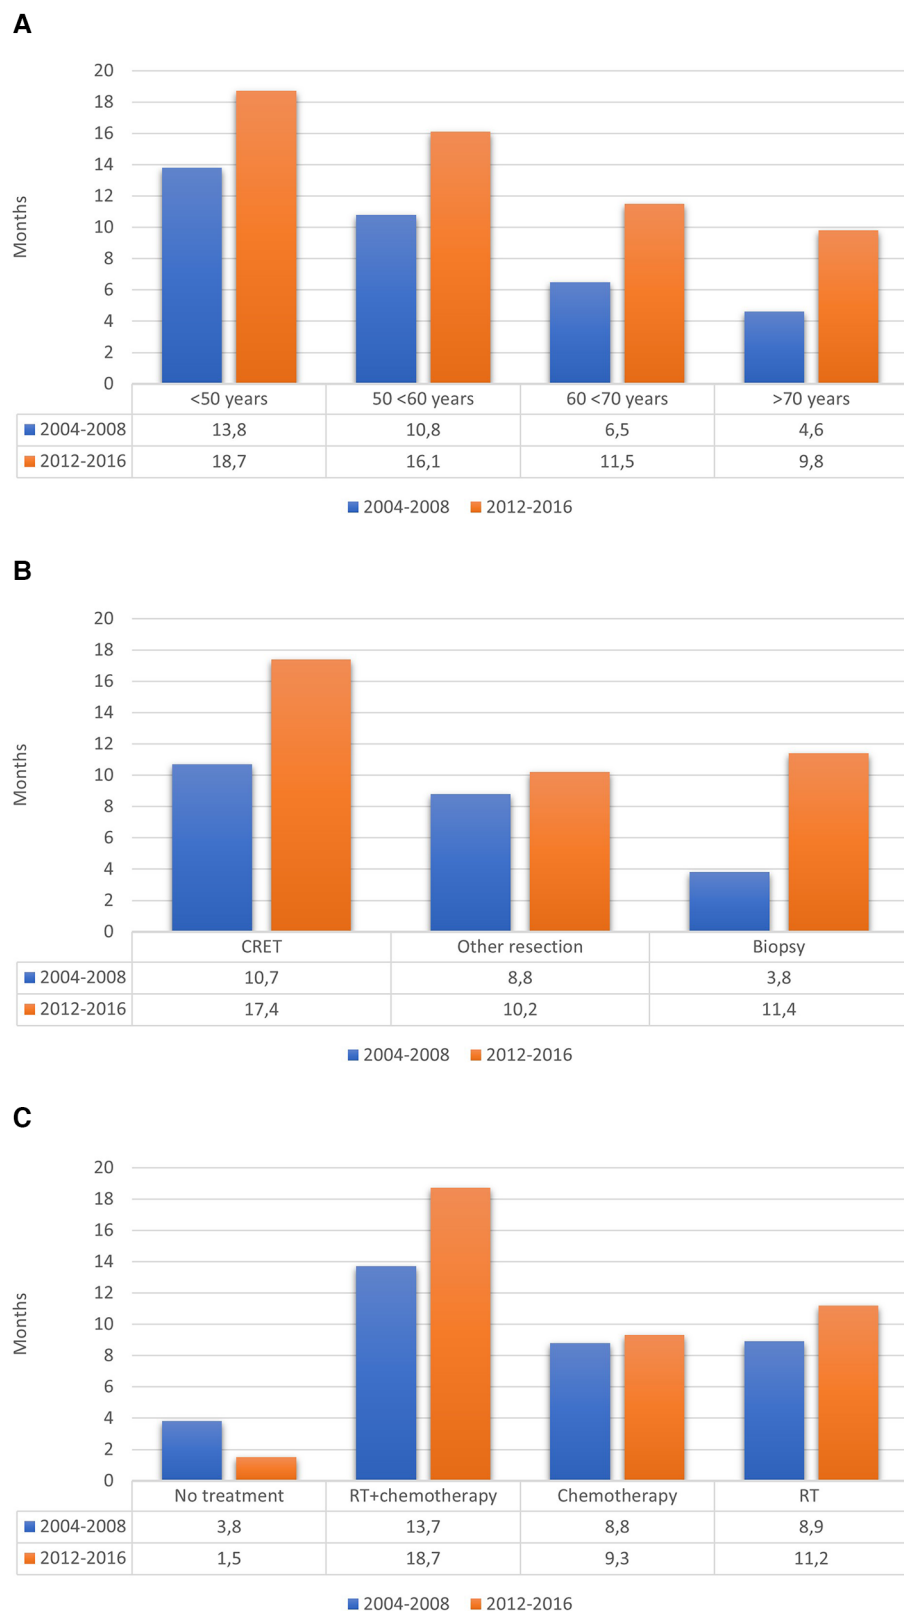 A
20
18
16
14
12
10
8
6
4
2
0
Months
<50 years 50 <60 years 60 <70 years >70 years
2004-2008 13,8 10,8 6,5 4,6
2012-2016 18,7 16,1 11,5 9,8
2004-2008 2012-2016
B
20
18
16
14
12
10
8
6
4
2
0
Months
CRET Other resection Biopsy
2004-2008 10,7 8,8 3,8
2012-2016 17,4 10,2 11,4
2004-2008 2012-2016
C
20
18
16
14
12
10
8
6
4
2
0
Months
No treatment RT+chemotherapy Chemotherapy RT
2004-2008 3,8 13,7 8,8 8,9
2012-2016 1,5 18,7 9,3 11,2
2004-2008 2012-2016